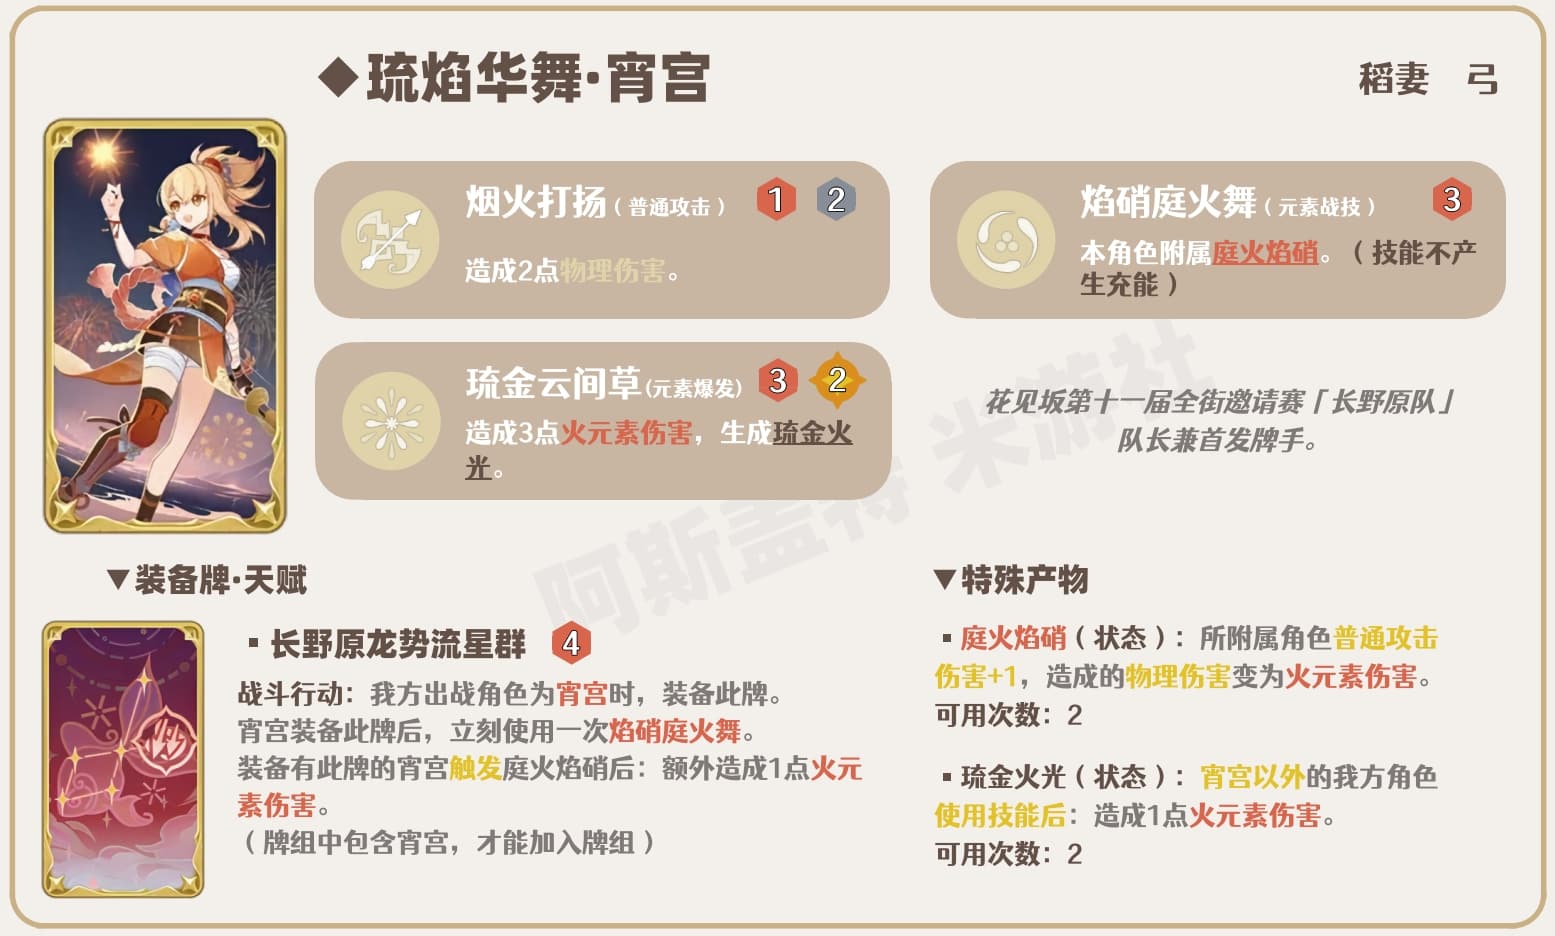 ◆琉焰华舞·宵宫
稻妻 弓
烟火打扬（普通攻击） 1 2
造成2点物理伤害。
焰硝庭火舞（元素战技） 3
本角色附属庭火焰硝。（技能不产
生充能）
琉金云间草(元素爆发) 3 2
造成3点火元素伤害，生成琉金火
光。
花见坂第十一届全街邀请赛「长野原队」
队长兼首发牌手。
阿斯盖特 米游社
▼装备牌·天赋
▪长野原龙势流星群 4
战斗行动：我方出战角色为宵宫时，装备此牌。
宵宫装备此牌后，立刻使用一次焰硝庭火舞。
装备有此牌的宵宫触发庭火焰硝后：额外造成1点火元
素伤害。
（牌组中包含宵宫，才能加入牌组）
▼特殊产物
▪庭火焰硝（状态）：所附属角色普通攻击
伤害+1，造成的物理伤害变为火元素伤害。
可用次数：2
▪琉金火光（状态）：宵宫以外的我方角色
使用技能后：造成1点火元素伤害。
可用次数：2